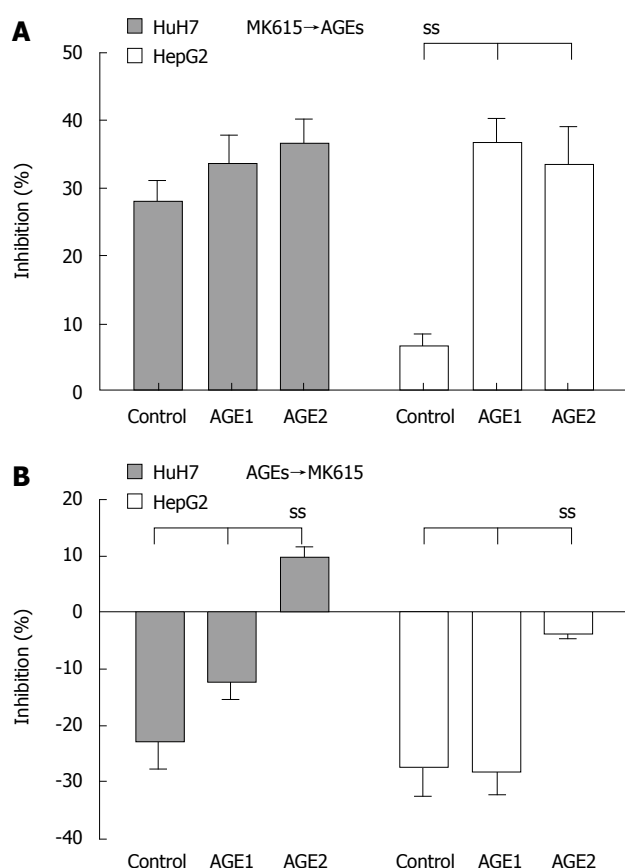 A
HuH7 MK615→AGEs ss
HepG2
50
40
30
20
10
0
Inhibition (%)
Control AGE1 AGE2 Control AGE1 AGE2
B
HuH7 AGEs→MK615
HepG2
20
10
0
-10
-20
-30
-40
Inhibition (%)
ss ss
Control AGE1 AGE2 Control AGE1 AGE2